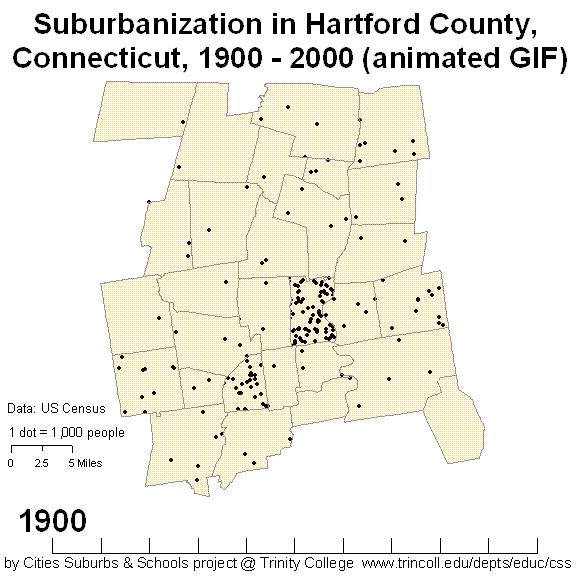 Suburbanization in Hartford County,
Connecticut, 1900 - 2000 (animated GIF)
Data: US Census
1 dot = 1,000 people
0 2.5 5 Miles
1900
by Cities Suburbs & Schools project @ Trinity College www.trincoll.edu/depts/educ/css